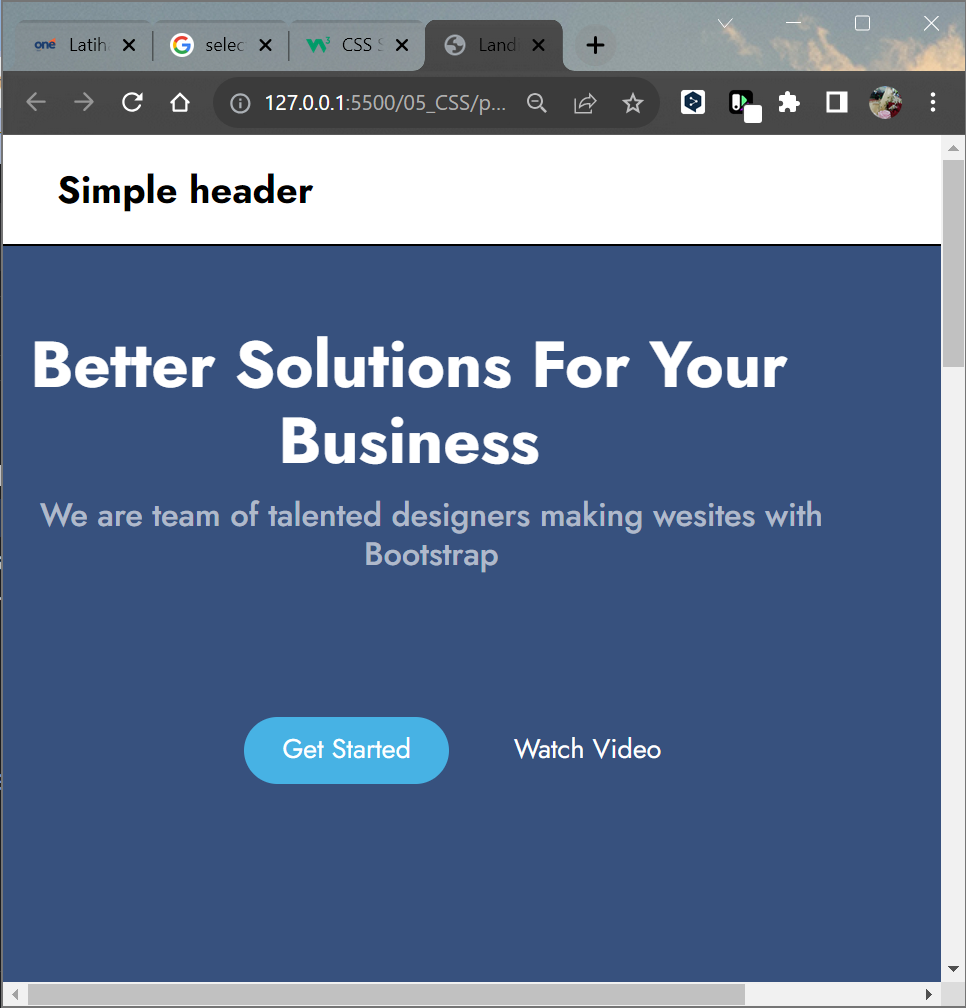 one Latih selec CSS S Landi
127.0.0.1:5500/05_CSS/p...
Simple header
Better Solutions For Your
Business
We are team of talented designers making wesites with
Bootstrap
Get Started Watch Video